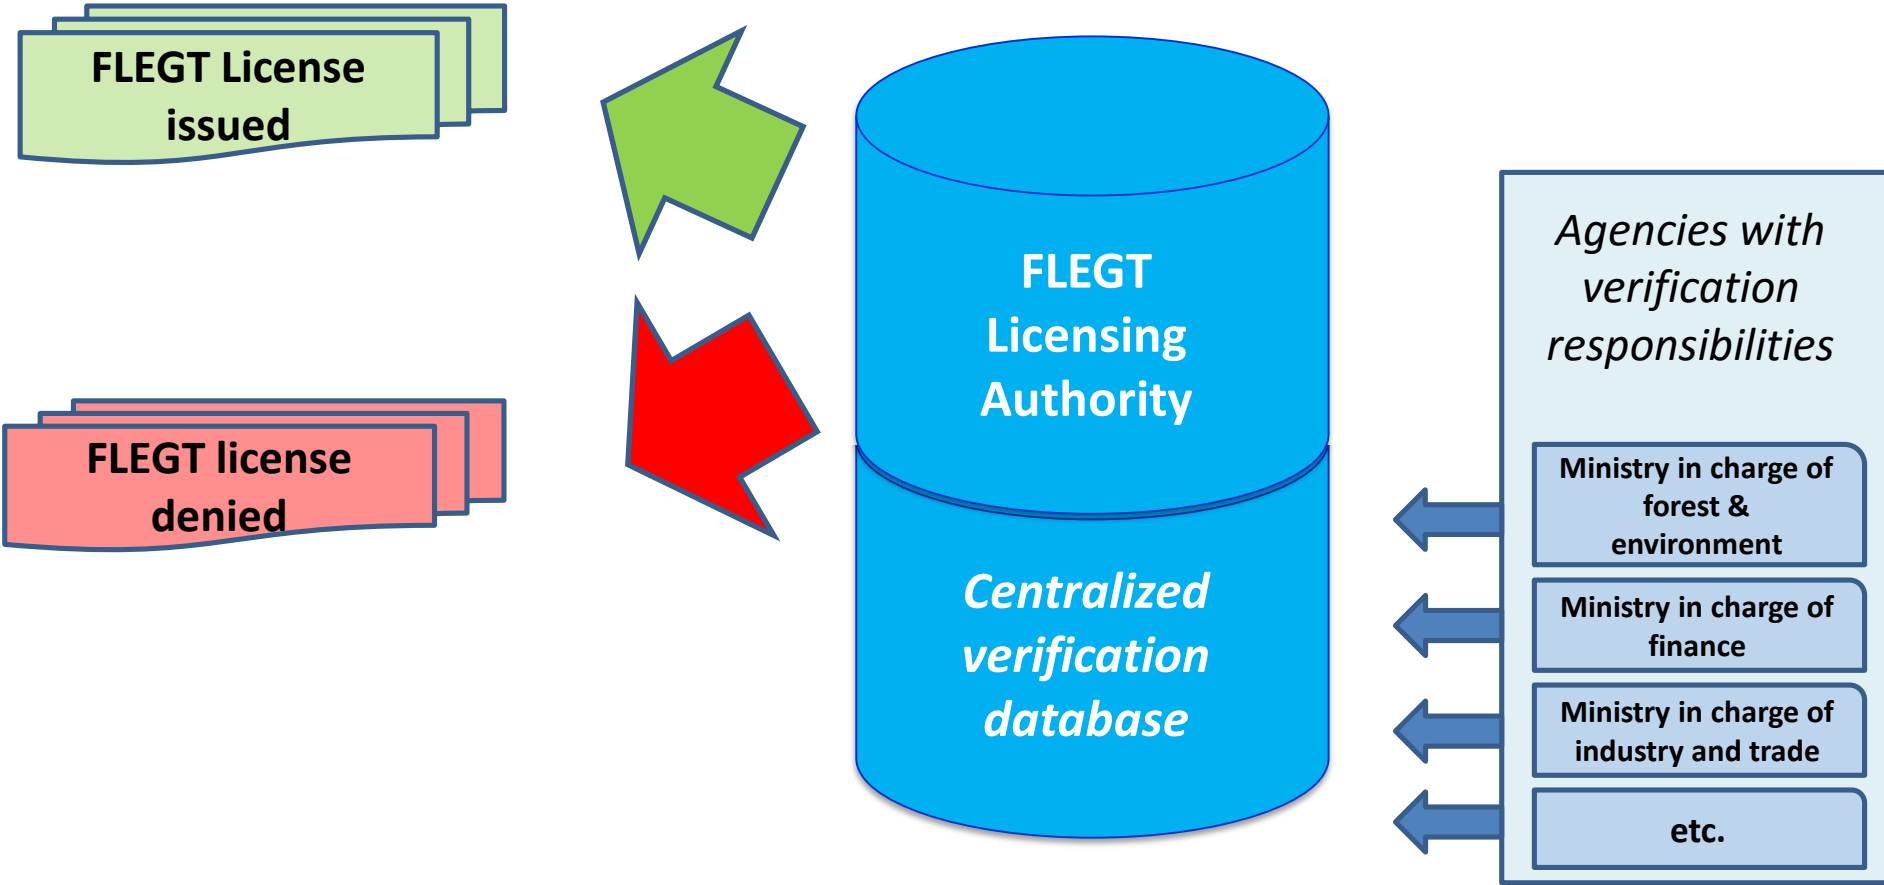 FLEGT License
issued
FLEGT license
denied
FLEGT
Licensing
Authority
Centralized
verification
database
Agencies with
verification
responsibilities
Ministry in charge of
forest &
environment
Ministry in charge of
finance
Ministry in charge of
industry and trade
etc.